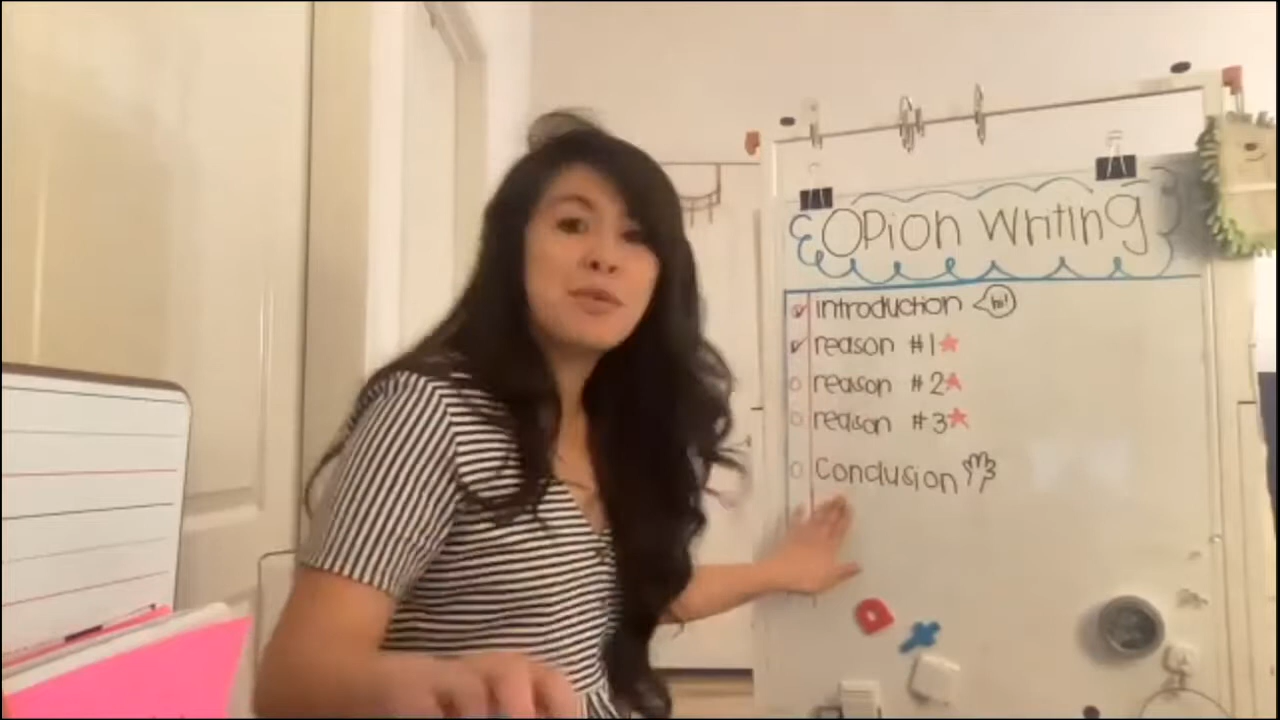 Opion Writing
introduction hi!
reason #1
reason #2
reason #3
Conclusion